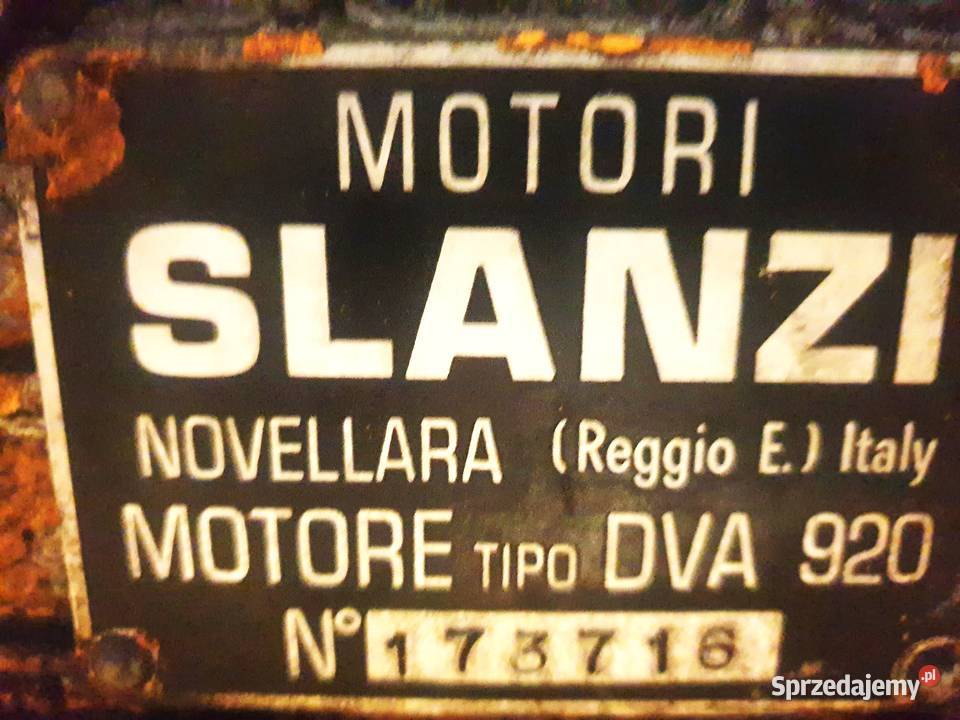 MOTORI
SLANZI
NOVELLARA (Reggio E.) Italy
MOTORE TIPO DVA 920
N° 173716
Sprzedajemy.pl